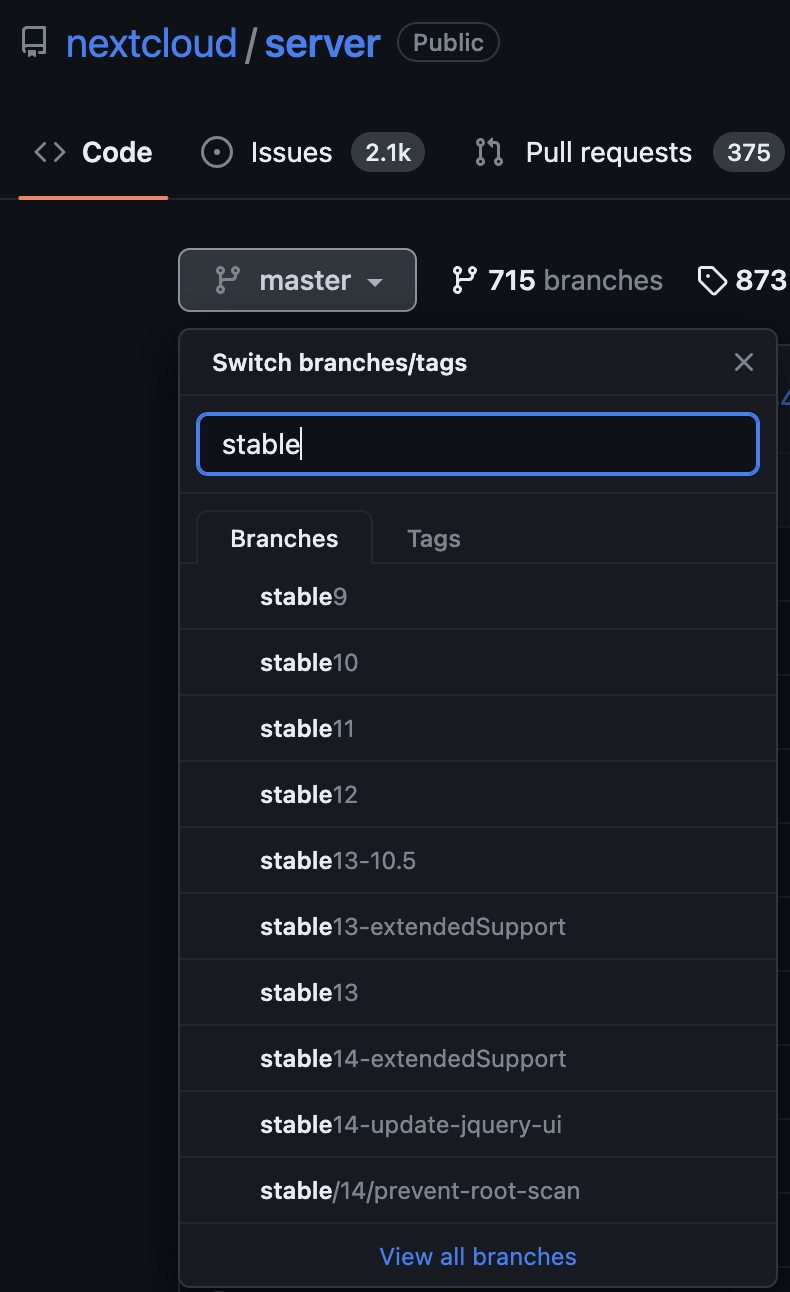 nextcloud / server Public
Code Issues 2.1k Pull requests 375
master 715 branches 873
Switch branches/tags
stable
Branches Tags
stable9
stable10
stable11
stable12
stable13-10.5
stable13-extendedSupport
stable13
stable14-extendedSupport
stable14-update-jquery-ui
stable/14/prevent-root-scan
View all branches